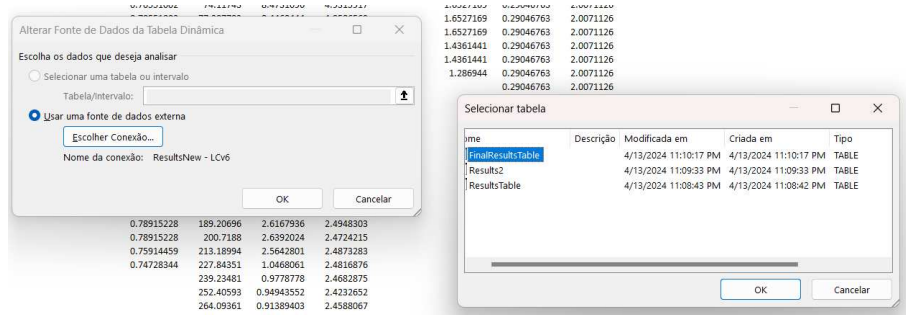 1.6527169 0.29046763 2.0071126
Alterar Fonte de Dados da Tabela Dinâmica
1.6527169 0.29046763 2.0071126
1.4361441 0.29046763 2.0071126
Escolha os dados que deseja analisar
1.4361441 0.29046763 2.0071126
Selecionar uma tabela ou intervalo
1.286944 0.29046763 2.0071126
0.29046763 2.0071126
Tabela/Intervalo:
Usar uma fonte de dados externa
Escolher Conexão...
Nome da conexão: ResultsNew - LCv6
OK Cancelar
0.78915228 189.20696 2.6167936 2.4948303
0.78915228 200.7188 2.6392024 2.4724215
0.75914459 213.18994 2.5642801 2.4873283
0.74728344 227.84351 1.0468061 2.4816876
239.23481 0.9778778 2.4682875
252.40593 0.94943552 2.4232652
264.09361 0.91389403 2.4588067
Selecionar tabela
ome Descrição Modificada em Criada em Tipo
FinalResultsTable 4/13/2024 11:10:17 PM 4/13/2024 11:10:17 PM TABLE
Results2 4/13/2024 11:09:33 PM 4/13/2024 11:09:33 PM TABLE
ResultsTable 4/13/2024 11:08:43 PM 4/13/2024 11:08:42 PM TABLE
OK Cancelar